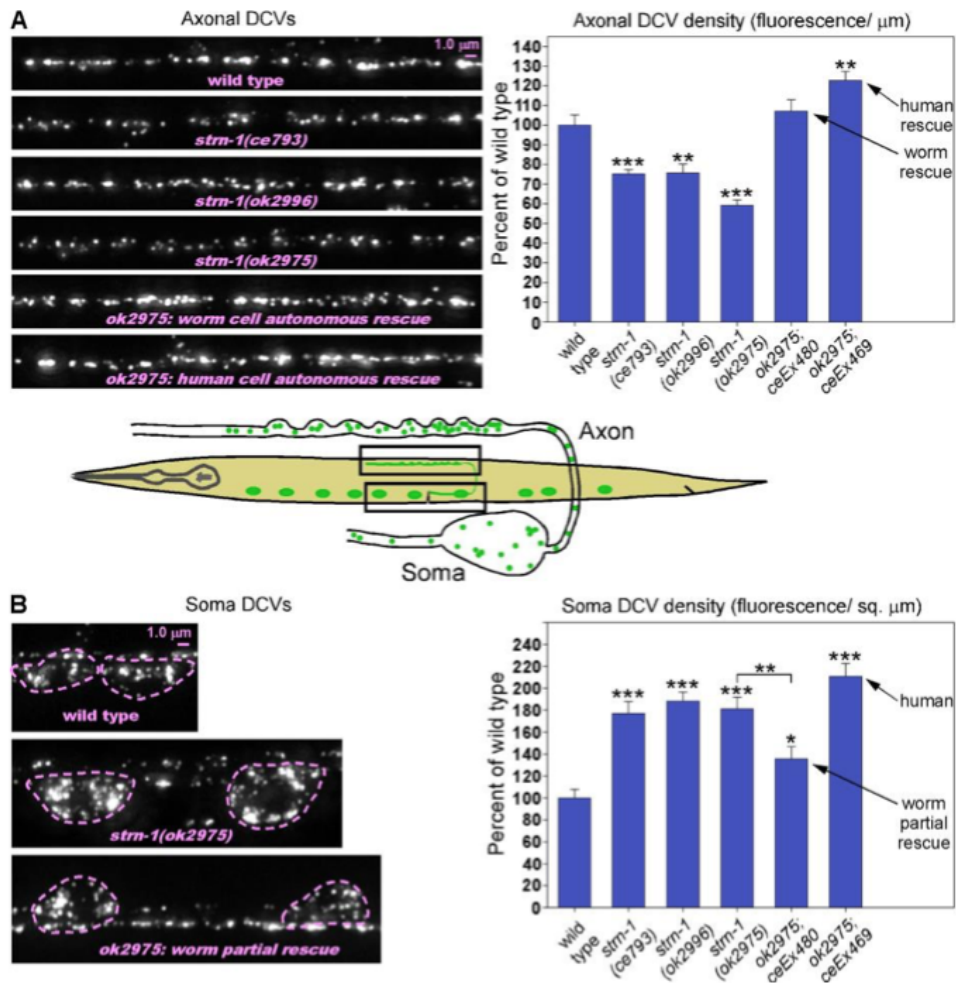 A
Axonal DCVs
1.0 μm
wild type
strn-1(ce793)
strn-1(ok2996)
strn-1(ok2975)
ok2975: worm cell autonomous rescue
ok2975: human cell autonomous rescue
Axonal DCV density (fluorescence/ μm)
Percent of wild type
140
130
120
110
100
90
80
70
60
50
40
30
20
10
0
***
**
***
**
human
rescue
worm
rescue
wild
type
strn-1
(ce793)
strn-1
(ok2996)
strn-1
(ok2975)
ok2975;
ceEx480
ok2975;
ceEx469
Axon
Soma
B
Soma DCVs
1.0 μm
wild type
strn-1(ok2975)
ok2975: worm partial rescue
Soma DCV density (fluorescence/ sq. μm)
Percent of wild type
240
220
200
180
160
140
120
100
80
60
40
20
0
***
***
***
**
*
***
human
worm
partial
rescue
wild
type
strn-1
(ce793)
strn-1
(ok2996)
strn-1
(ok2975)
ok2975;
ceEx480
ok2975;
ceEx469